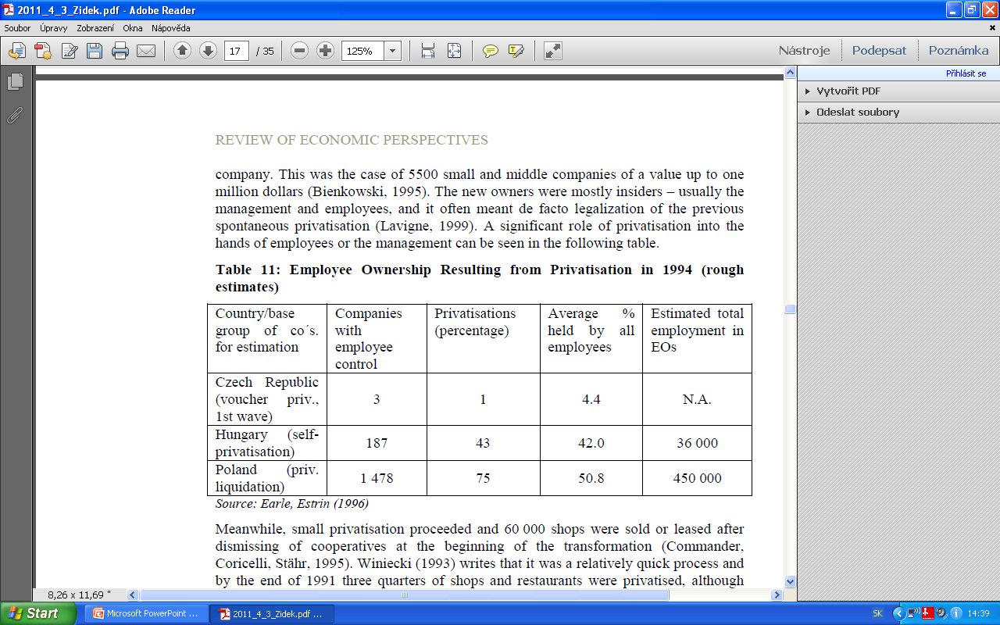 2011_4_3_Zidek.pdf - Adobe Reader
Soubor Úpravy Zobrazení Okna Nápověda
17 / 35 125% Nástroje Podepsat Poznámka
Přihlásit se
Vytvořit PDF
Odeslat soubory
REVIEW OF ECONOMIC PERSPECTIVES
company. This was the case of 5500 small and middle companies of a value up to one
million dollars (Bienkowski, 1995). The new owners were mostly insiders – usually the
management and employees, and it often meant de facto legalization of the previous
spontaneous privatisation (Lavigne, 1999). A significant role of privatisation into the
hands of employees or the management can be seen in the following table.
Table 11: Employee Ownership Resulting from Privatisation in 1994 (rough
estimates)
Country/base
group of co´s.
for estimation
Companies
with
employee
control
Privatisations
(percentage)
Average %
held by all
employees
Estimated total
employment in
EOs
Czech Republic
(voucher priv.,
1st wave)
3
1
4.4
N.A.
Hungary (self-
privatisation)
187
43
42.0
36 000
Poland (priv.
liquidation)
1 478
75
50.8
450 000
Source: Earle, Estrin (1996)
Meanwhile, small privatisation proceeded and 60 000 shops were sold or leased after
dismissing of cooperatives at the beginning of the transformation (Commander,
Coricelli, Stähr, 1995). Winiecki (1993) writes that it was a relatively quick process and
by the end of 1991 three quarters of shops and restaurants were privatised, although
8,26 x 11,69 "
Start Microsoft PowerPoint ... 2011_4_3_Zidek.pdf ... SK 14:39